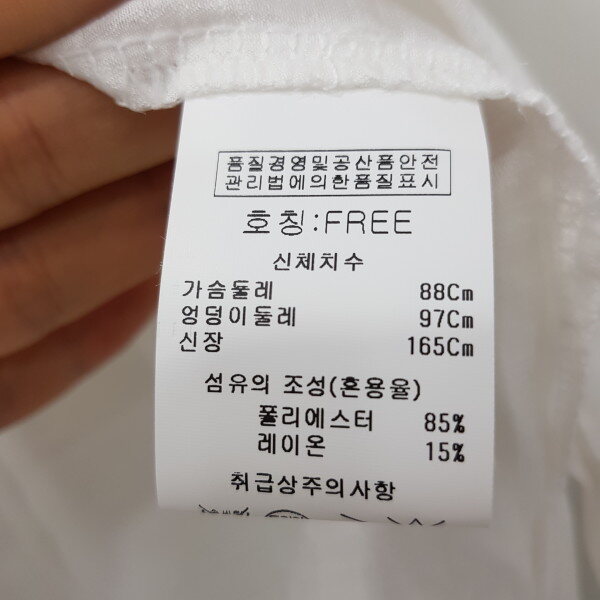 품질경영및공산품안전
관리법에의한품질표시
호칭:FREE
신체치수
가슴둘레 88Cm
엉덩이둘레 97Cm
신장 165Cm
섬유의 조성(혼용율)
폴리에스터 85%
레이온 15%
취급상주의사항